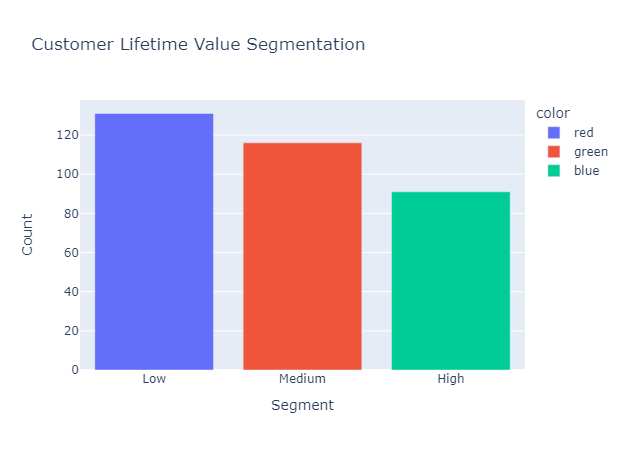 Customer Lifetime Value Segmentation
color
red
green
blue
Count
120
100
80
60
40
20
0
Low Medium High
Segment